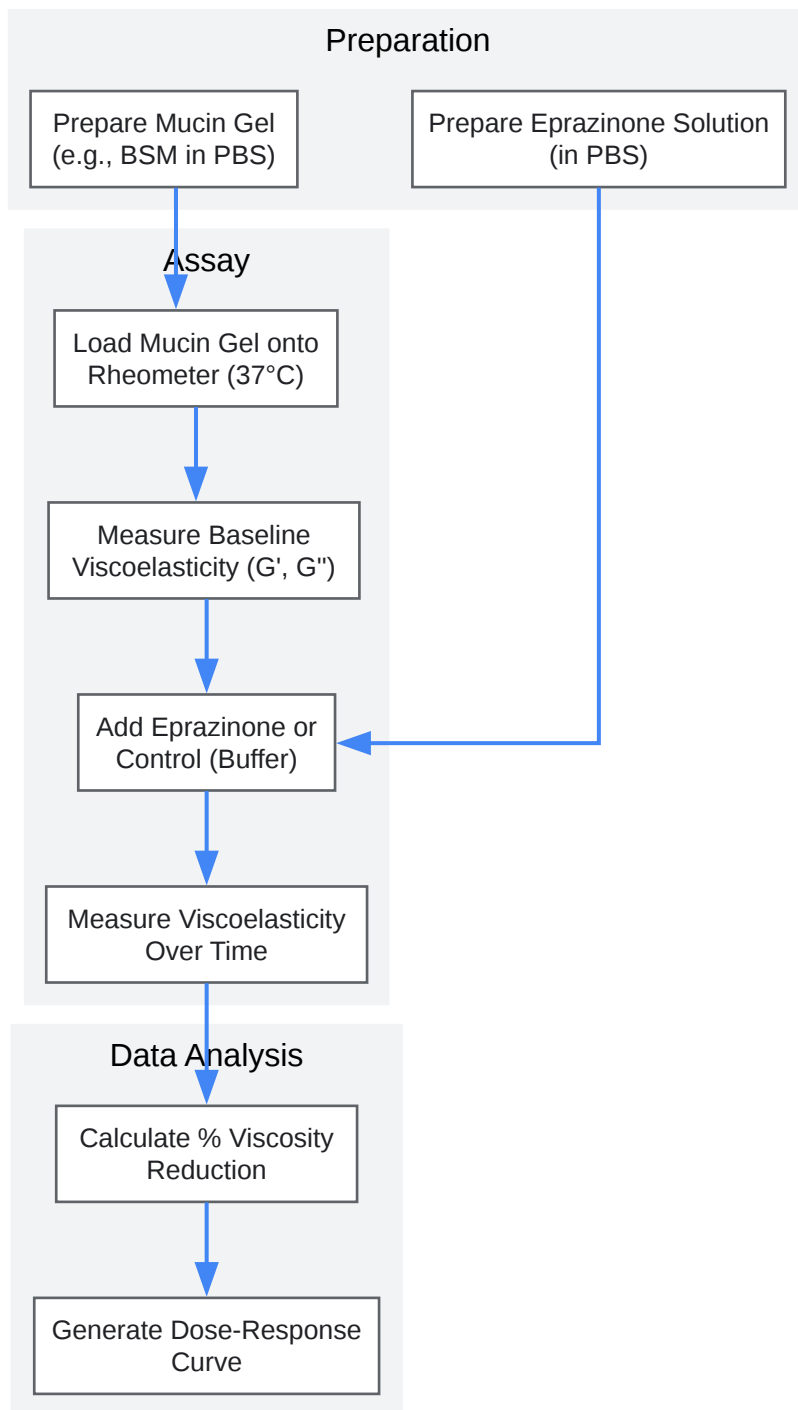 Preparation
Prepare Mucin Gel
(e.g., BSM in PBS)
Prepare Eprazinone Solution
(in PBS)
Assay
Load Mucin Gel onto
Rheometer (37°C)
Measure Baseline
Viscoelasticity (G', G'')
Add Eprazinone or
Control (Buffer)
Measure Viscoelasticity
Over Time
Data Analysis
Calculate % Viscosity
Reduction
Generate Dose-Response
Curve